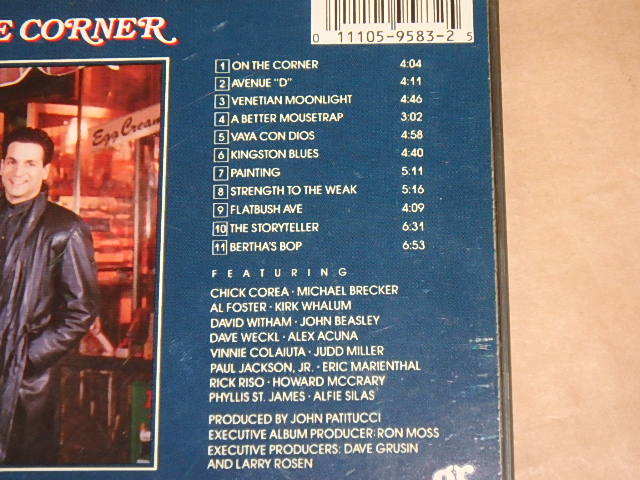 E CORNER
0 11105-9583-2 5
Egg Cream
1 ON THE CORNER 4:04
2 AVENUE "D" 4:11
3 VENETIAN MOONLIGHT 4:46
4 A BETTER MOUSETRAP 3:02
5 VAYA CON DIOS 4:58
6 KINGSTON BLUES 4:40
7 PAINTING 5:11
8 STRENGTH TO THE WEAK 5:16
9 FLATBUSH AVE 4:09
10 THE STORYTELLER 6:31
11 BERTHA'S BOP 6:53
FEATURING
CHICK COREA · MICHAEL BRECKER
AL FOSTER · KIRK WHALUM
DAVID WITHAM · JOHN BEASLEY
DAVE WECKL · ALEX ACUNA
VINNIE COLAIUTA · JUDD MILLER
PAUL JACKSON, JR. · ERIC MARIENTHAL
RICK RISO · HOWARD MCCRARY
PHYLLIS ST. JAMES · ALFIE SILAS
PRODUCED BY JOHN PATITUCCI
EXECUTIVE ALBUM PRODUCER: RON MOSS
EXECUTIVE PRODUCERS: DAVE GRUSIN
AND LARRY ROSEN